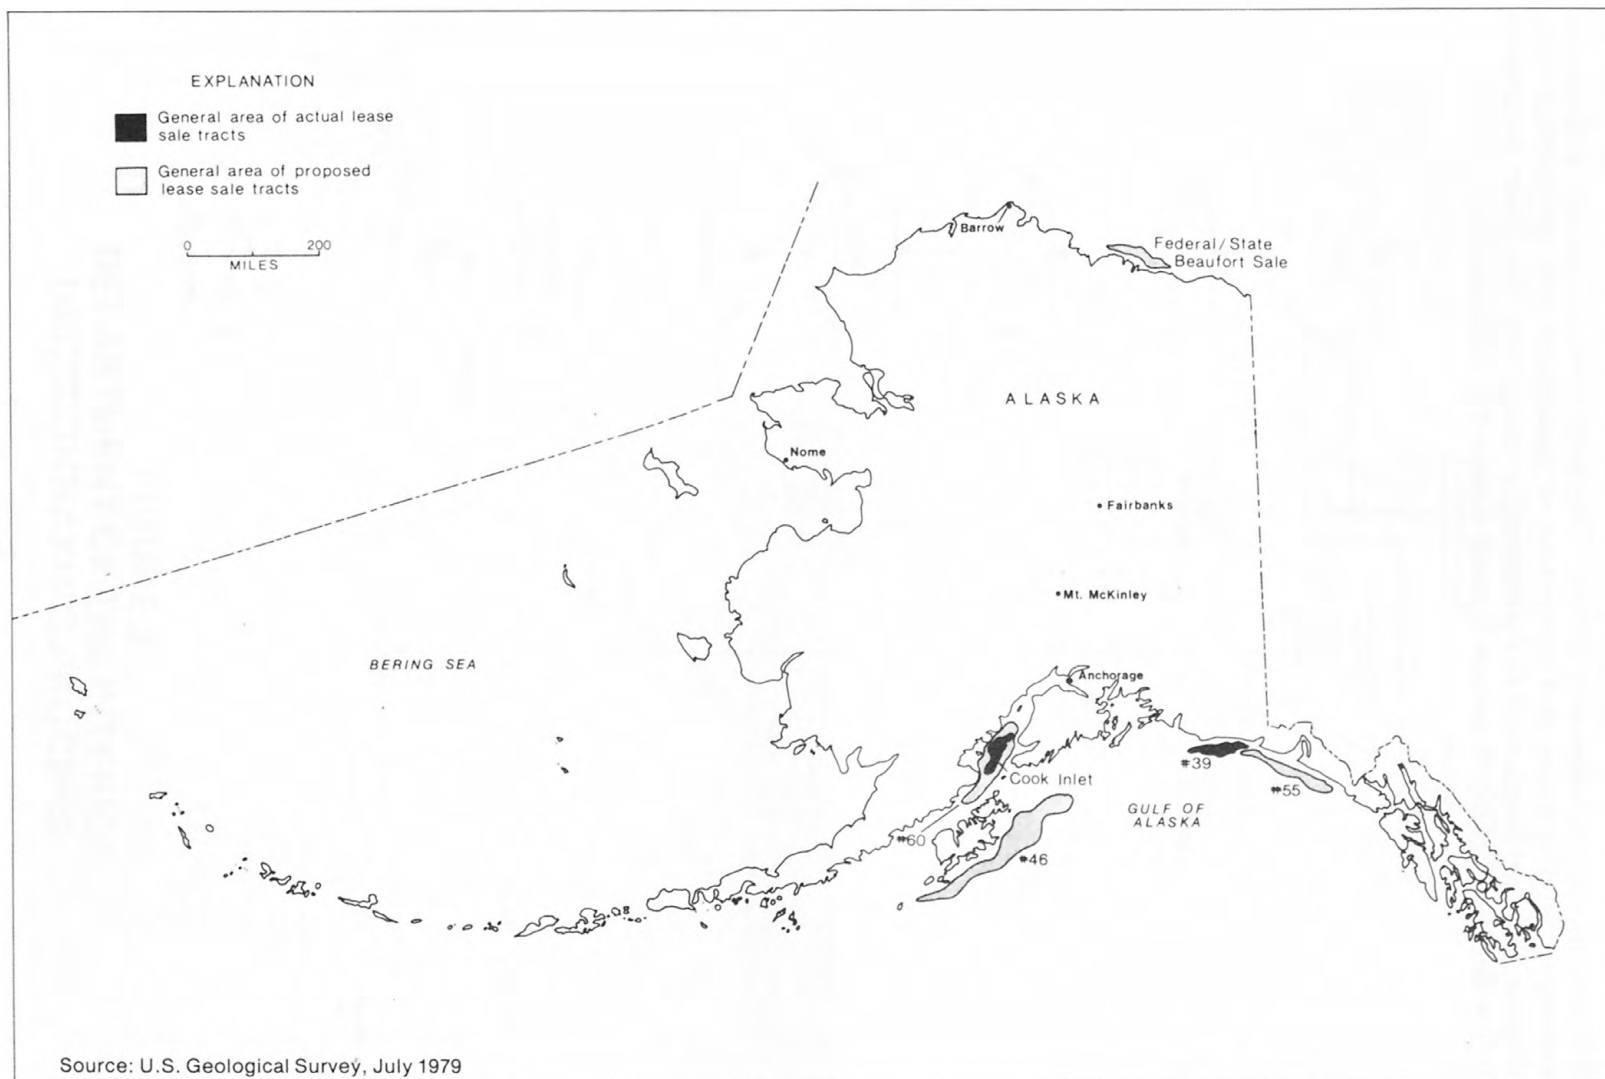 EXPLANATION
General area of actual lease
sale tracts
General area of proposed
lease sale tracts
0 200
MILES
Barrow
Federal/State
Beaufort Sale
ALASKA
Nome
Fairbanks
Mt. McKinley
BERING SEA
Anchorage
#39
Cook Inlet
#55
GULF OF
ALASKA
#60
#46
Source: U.S. Geological Survey, July 1979